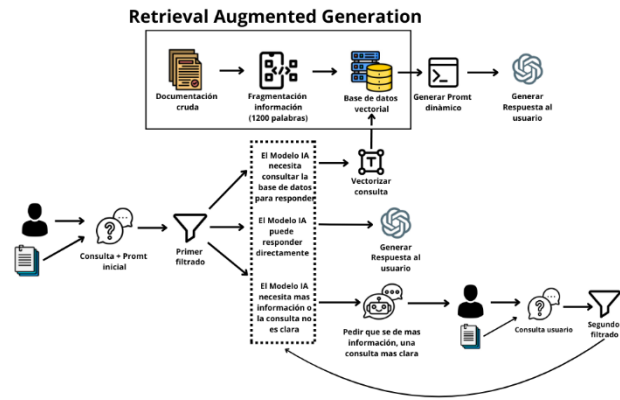 Retrieval Augmented Generation
Documentación
cruda
Fragmentación
información
(1200 palabras)
Base de datos
vectorial
Generar Promt
dinàmico
Generar
Respuesta al
usuario
El Modelo IA
necesita
consultar la
base de datos
para responder
Vectorizar
consulta
Consulta + Promt
inicial
Primer
filtrado
El Modelo IA
puede
responder
directamente
Generar
Respuesta al
usuario
El Modelo IA
necesita mas
información o
la consulta no
es clara
Pedir que se de mas
información, una
consulta mas clara
Consulta usuario
Segundo
filtrado